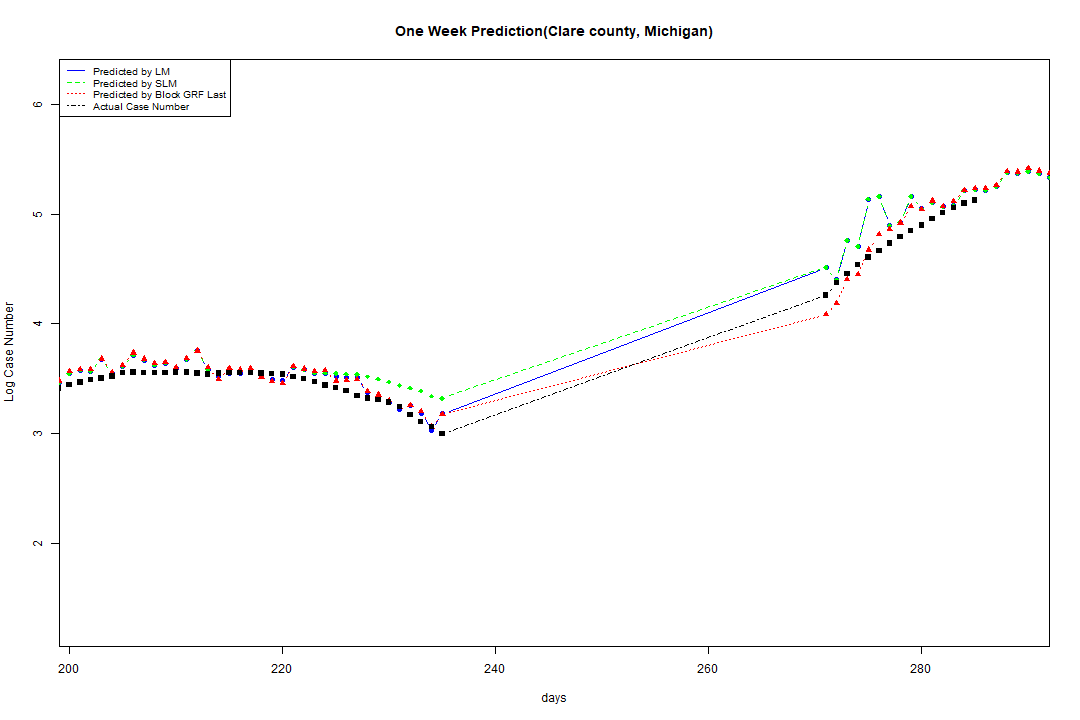 One Week Prediction(Clare county, Michigan)
Predicted by LM
Predicted by SLM
Predicted by Block GRF Last
Actual Case Number
Log Case Number
6
5
4
3
2
200 220 240 260 280
days